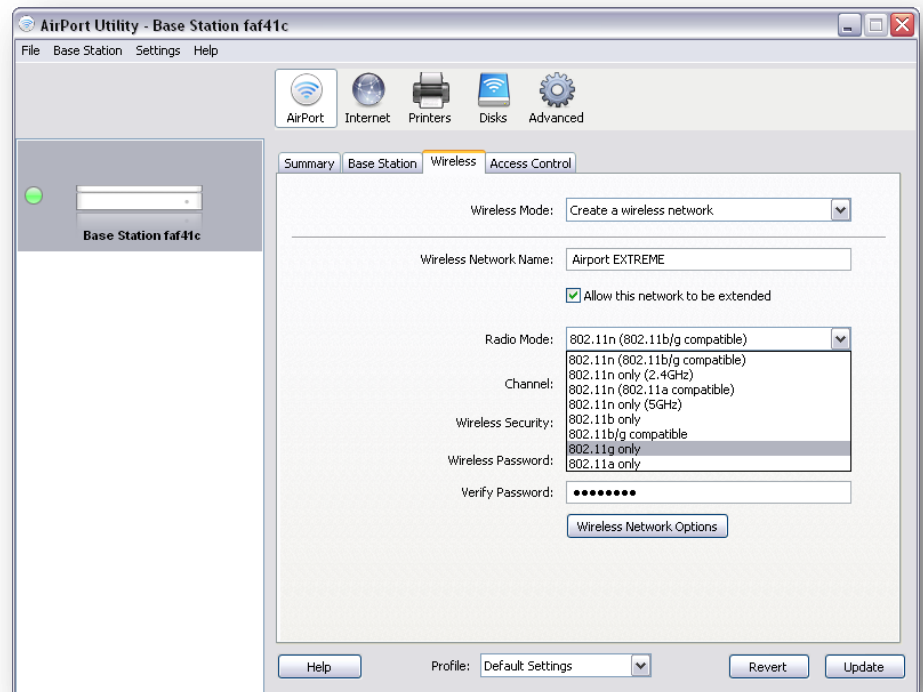 AirPort Utility - Base Station faf41c
File Base Station Settings Help
AirPort Internet Printers Disks Advanced
Summary Base Station Wireless Access Control
Base Station faf41c
Wireless Mode: Create a wireless network
Wireless Network Name: Airport EXTREME
Allow this network to be extended
Radio Mode: 802.11n (802.11b/g compatible)
802.11n (802.11b/g compatible)
802.11n only (2.4GHz)
Channel:
802.11n (802.11a compatible)
802.11n only (5GHz)
Wireless Security:
802.11b only
802.11b/g compatible
802.11g only
Wireless Password:
802.11a only
Verify Password: ●●●●●●●●
Wireless Network Options
Help Profile: Default Settings Revert Update